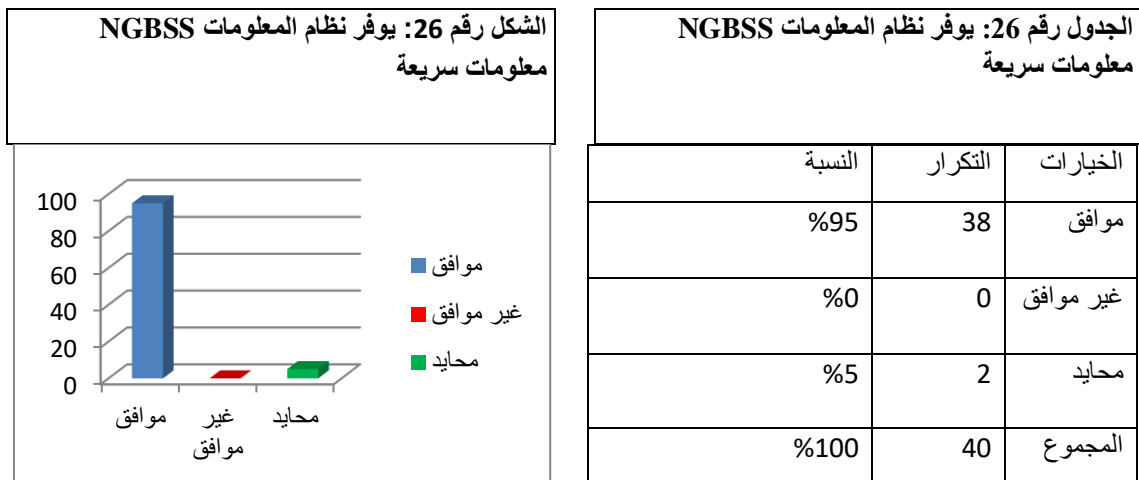 الجدول رقم 26: يوفر نظام المعلومات NGBSS
معلومات سريعة
الخيارات التكرار النسبة
موافق 38 %95
غير موافق 0 %0
محايد 2 %5
المجموع 40 %100
الشكل رقم 26: يوفر نظام المعلومات NGBSS
معلومات سريعة
100
80
60
40
20
0
موافق
غير
موافق
محايد
موافق
غير موافق
محايد